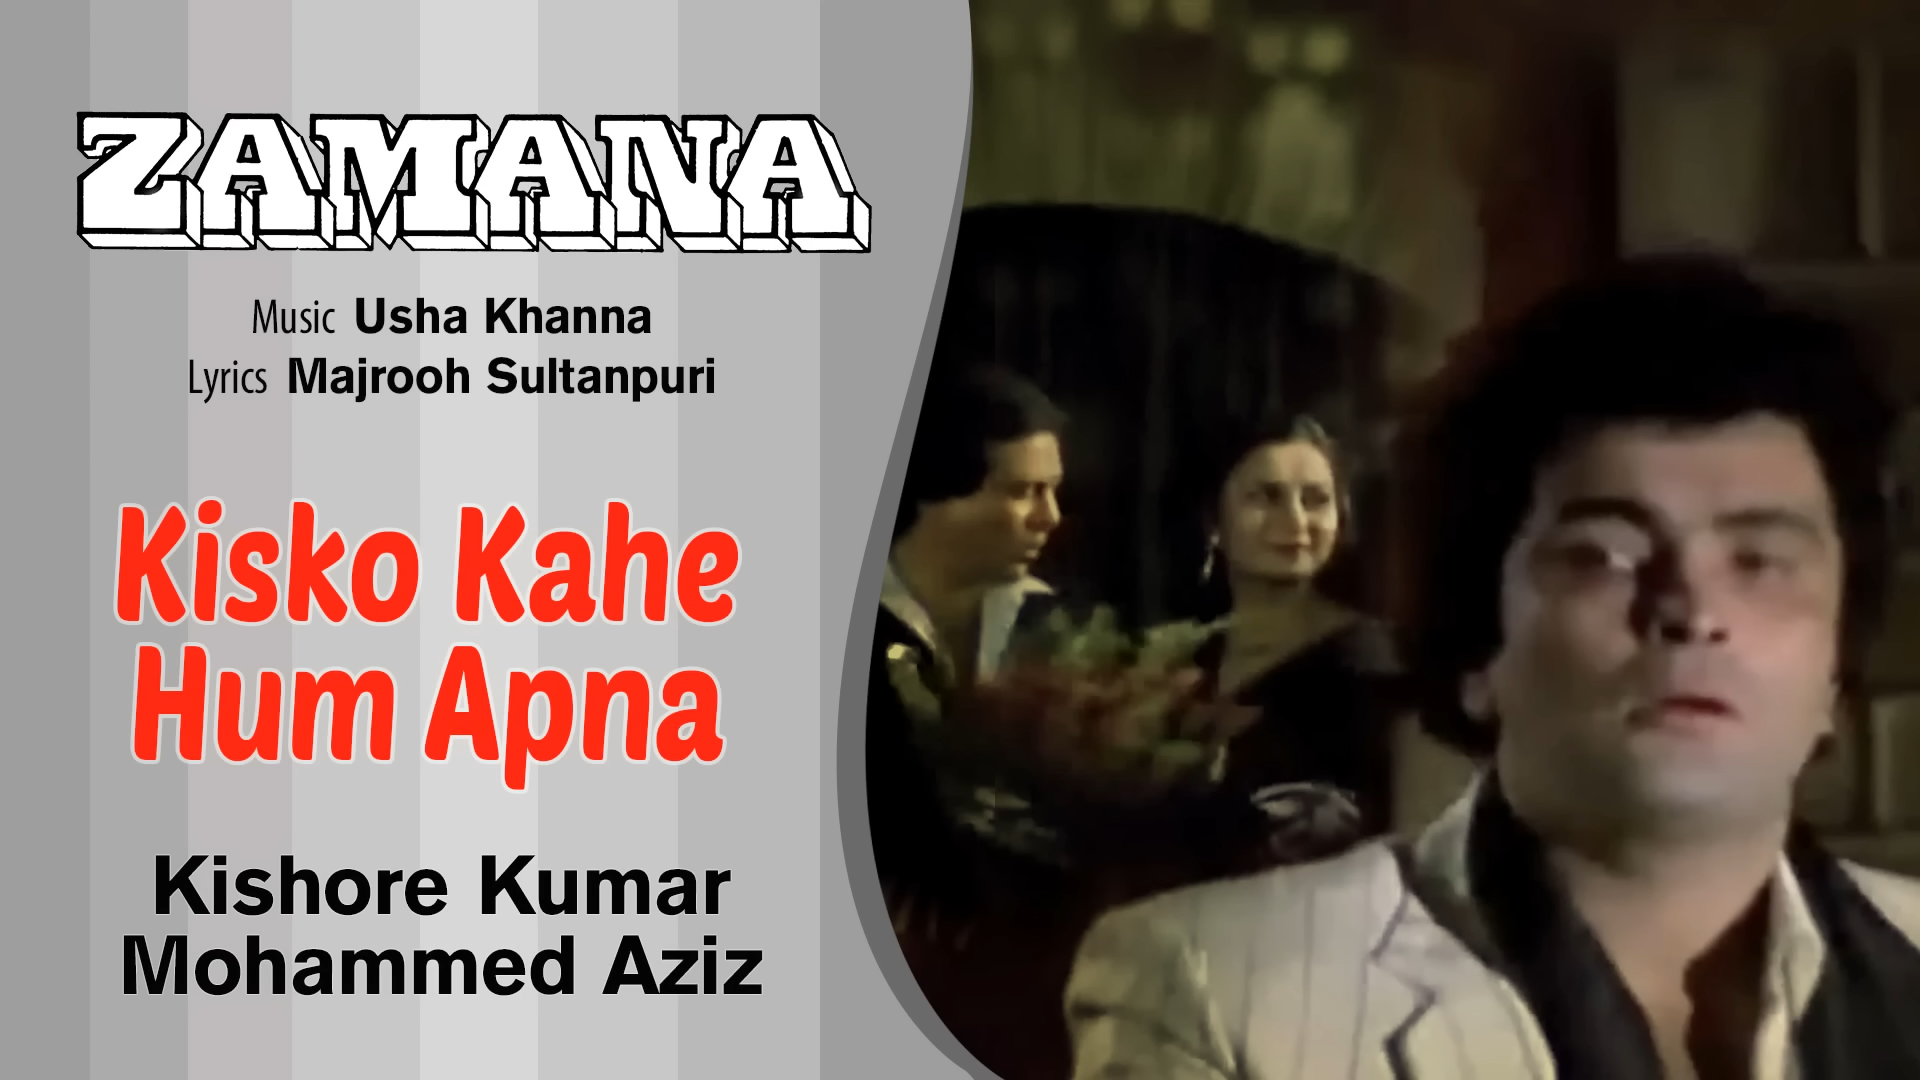 ZAMANA
Music Usha Khanna
Lyrics Majrooh Sultanpuri
Kisko Kahe
Hum Apna
Kishore Kumar
Mohammed Aziz